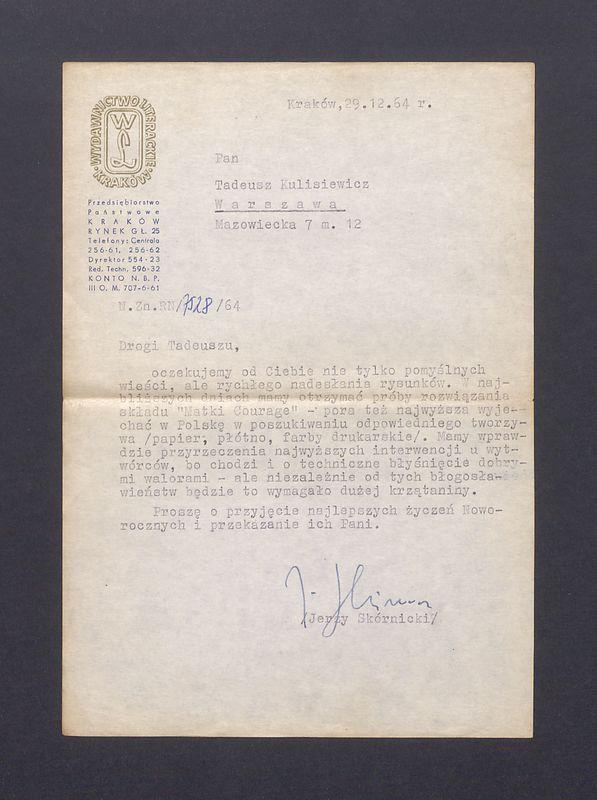 Kraków,29.12.64 r.
WYDAWNICTWO LITERACKIE
KRAKÓW
WL
Przedsiębiorstwo
Państwowe
KRAKÓW
RYNEK GŁ. 25
Telefony: Centrala
256-61, 256-62
Dyrektor 554-23
Red. Techn. 596-32
KONTO N. B. P.
III O. M. 707-6-61
Pan
Tadeusz Kulisiewicz
Warszawa
Mazowiecka 7 m. 12
N.Zn.RN/7528/64
Drogi Tadeuszu,
oczekujemy od Ciebie nie tylko pomyślnych
wieści, ale rychłego nadesłania rysunków. W naj-
bliższych dniach mamy otrzymać próby rozwiązania
składu "Matki Courage" - pora też najwyższa wyje-
chać w Polskę w poszukiwaniu odpowiedniego tworzy-
wa /papier, płótno, farby drukarskie/. Mamy wpraw-
dzie przyrzeczenia najwyższych interwencji u wyt-
wórców, bo chodzi i o techniczne błyśnięcie dobry-
mi walorami - ale niezależnie od tych błogosła-
wieństw będzie to wymagało dużej krzątaniny.
Proszę o przyjęcie najlepszych życzeń Nowo-
rocznych i przekazanie ich Pani.
/Jerzy Skórnicki/